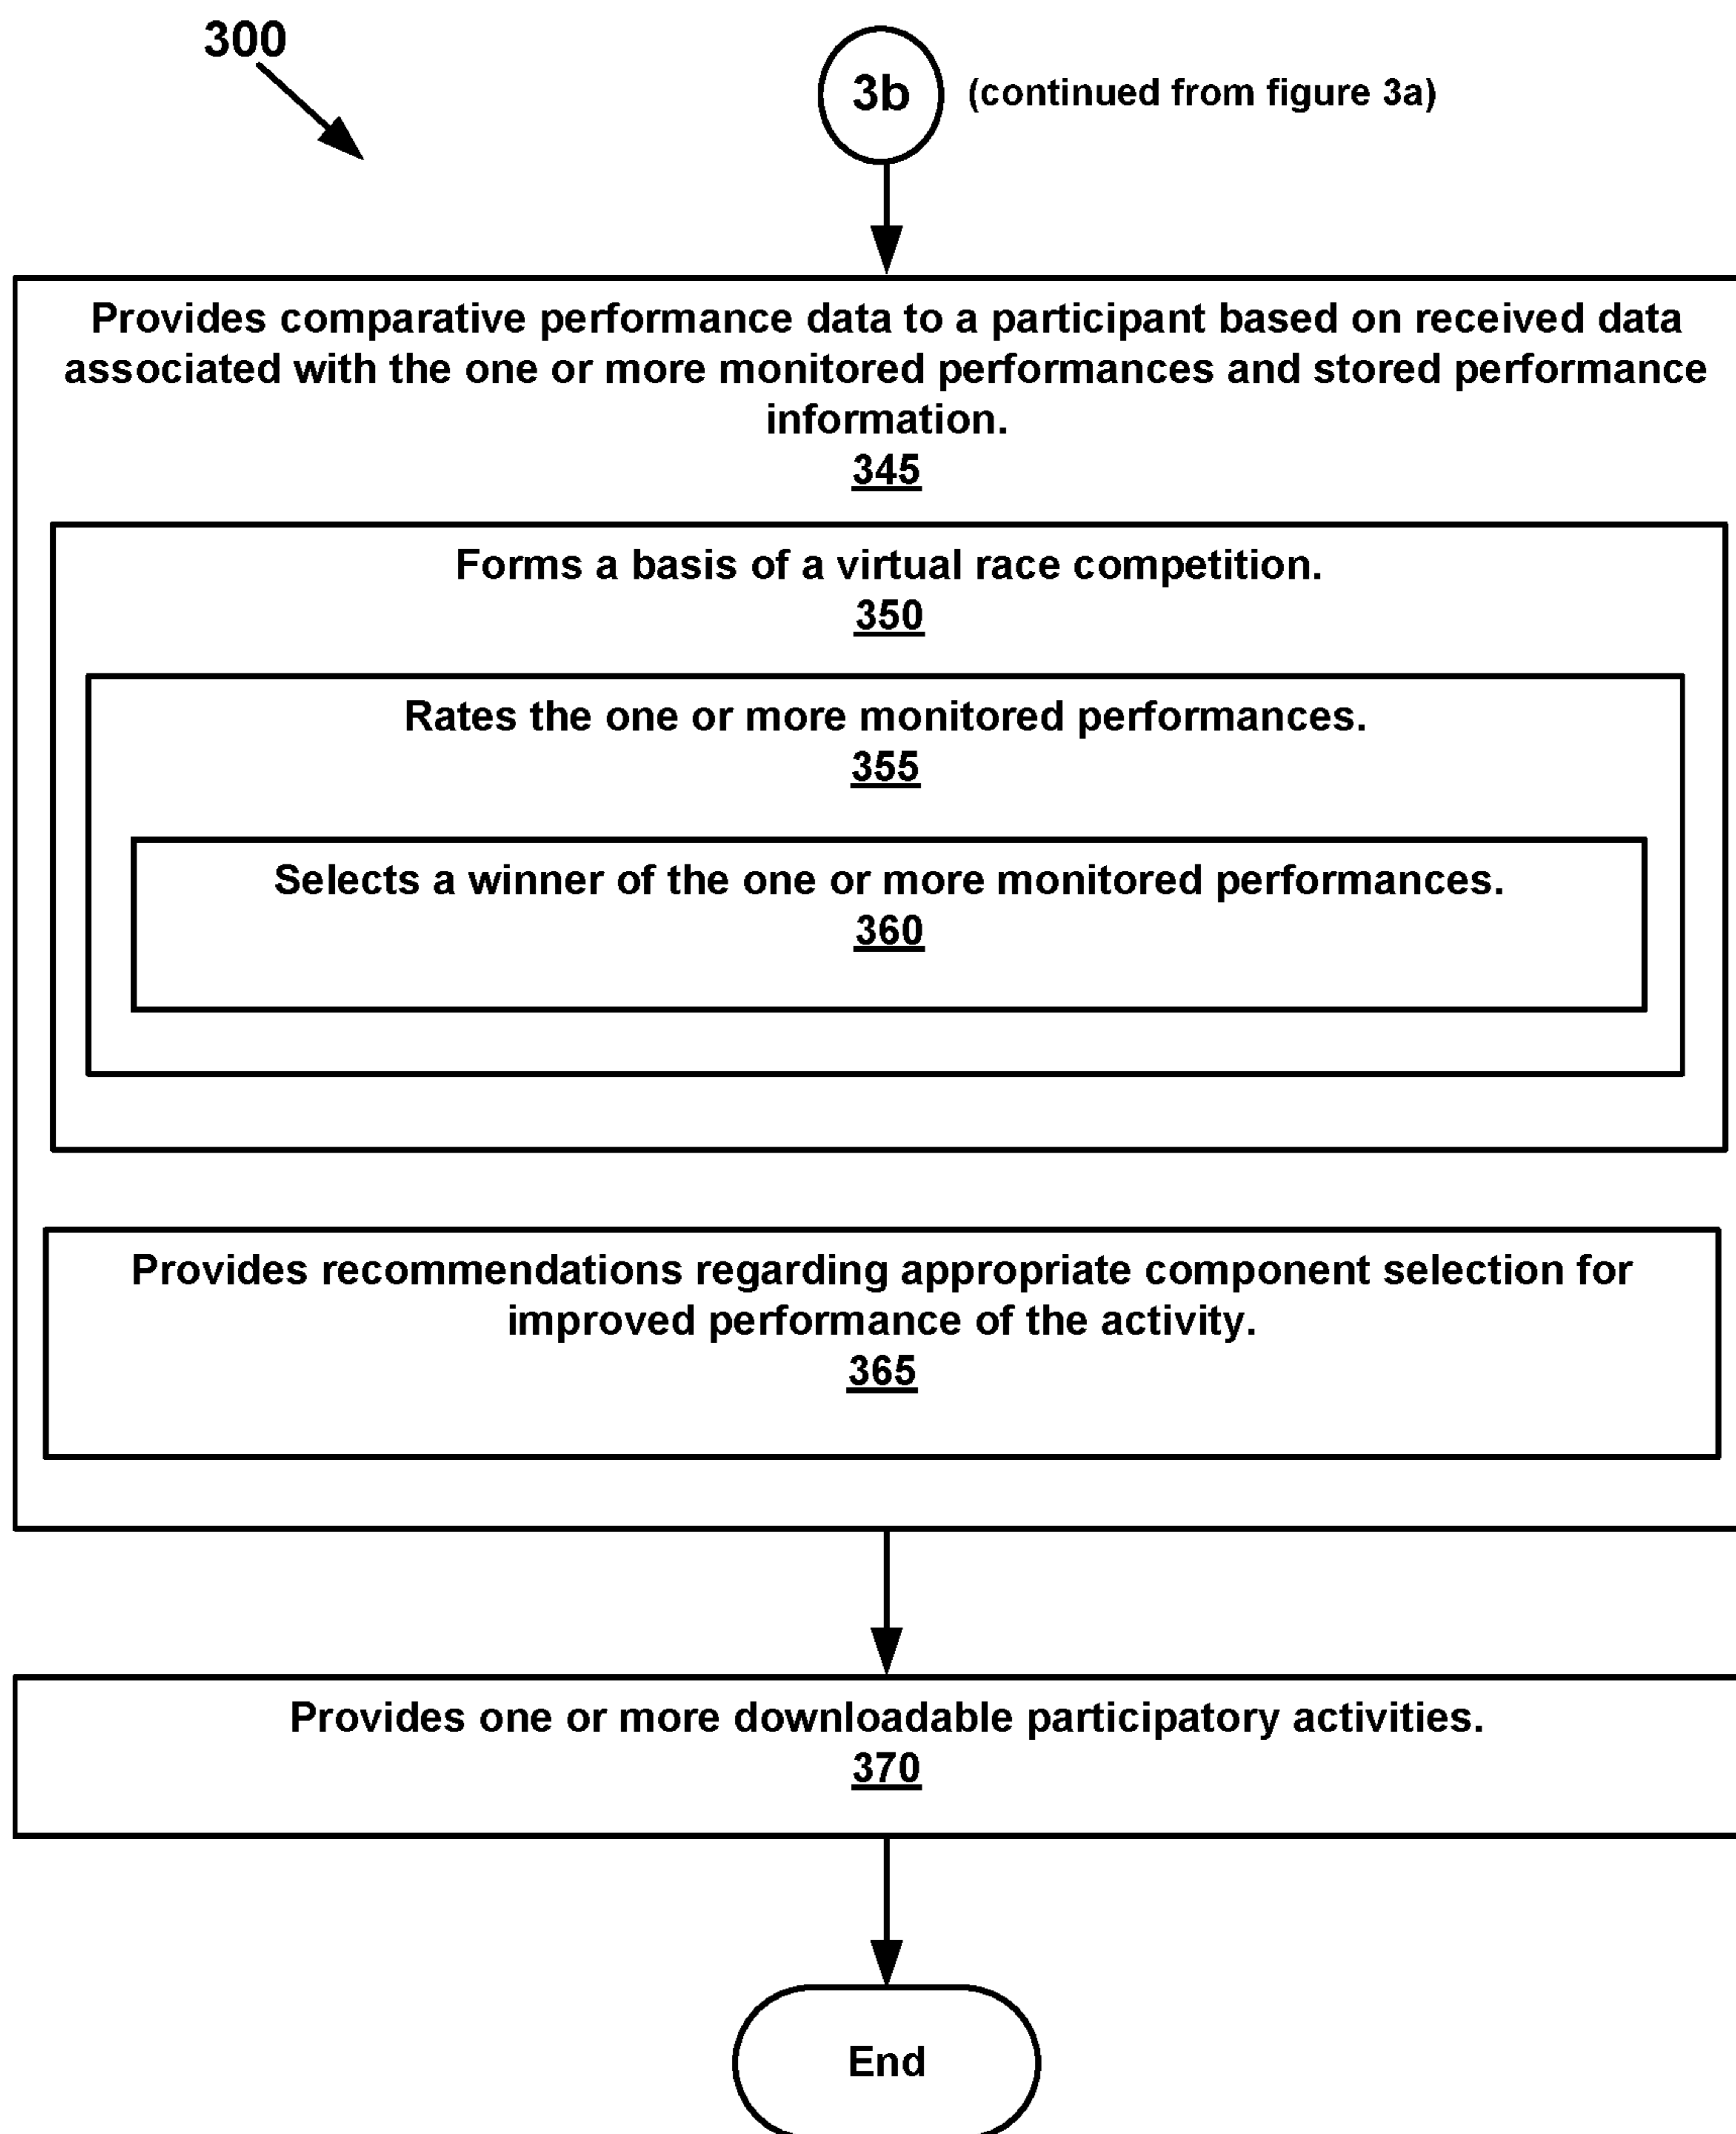 300
3b (continued from figure 3a)
Provides comparative performance data to a participant based on received data
associated with the one or more monitored performances and stored performance
information.
345
Forms a basis of a virtual race competition.
350
Rates the one or more monitored performances.
355
Selects a winner of the one or more monitored performances.
360
Provides recommendations regarding appropriate component selection for
improved performance of the activity.
365
Provides one or more downloadable participatory activities.
370
End